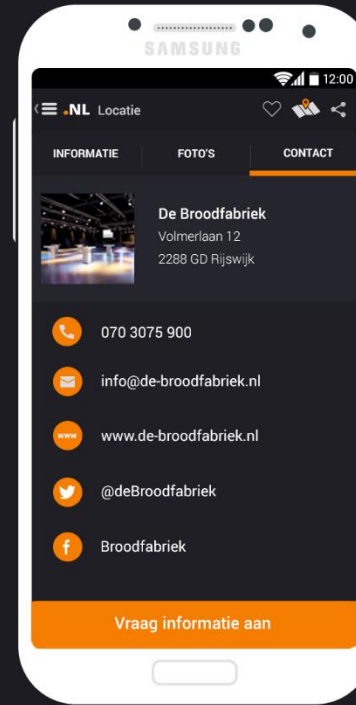 SAMSUNG
12:00
.NL Locatie
INFORMATIE FOTO'S CONTACT
De Broodfabriek
Volmerlaan 12
2288 GD Rijswijk
070 3075 900
info@de-broodfabriek.nl
www www.de-broodfabriek.nl
@deBroodfabriek
f Broodfabriek
Vraag informatie aan